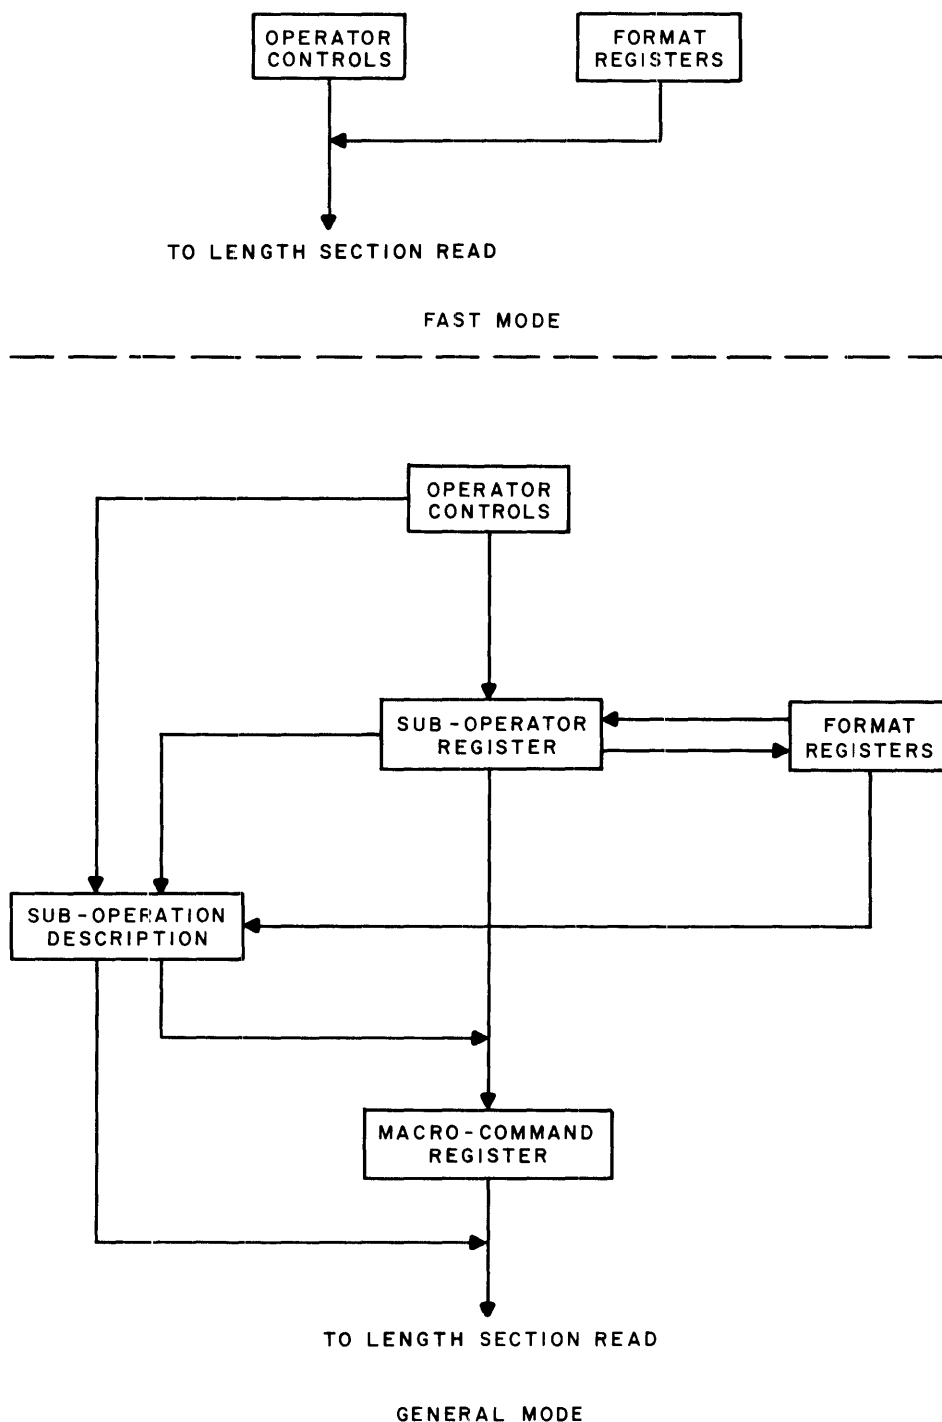 OPERATOR
CONTROLS
FORMAT
REGISTERS
TO LENGTH SECTION READ
FAST MODE
OPERATOR
CONTROLS
SUB-OPERATOR
REGISTER
FORMAT
REGISTERS
SUB-OPERATION
DESCRIPTION
MACRO-COMMAND
REGISTER
TO LENGTH SECTION READ
GENERAL MODE